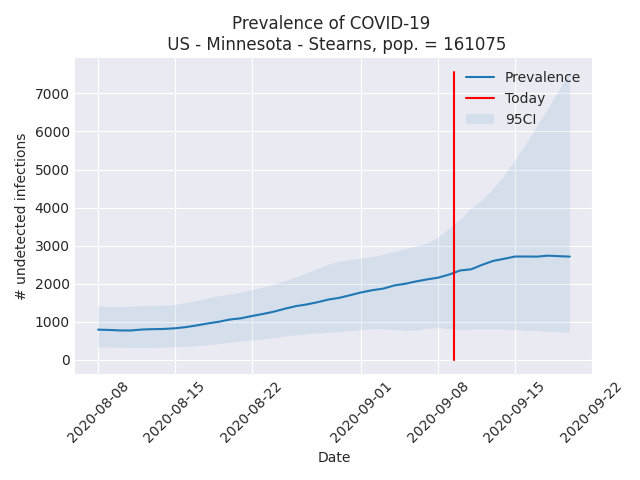 Prevalence of COVID-19
US - Minnesota - Stearns, pop. = 161075
Prevalence
Today
95CI
7000
6000
5000
4000
3000
2000
1000
0
# undetected infections
2020-08-08
2020-08-15
2020-08-22
2020-09-01
2020-09-08
2020-09-15
2020-09-22
Date